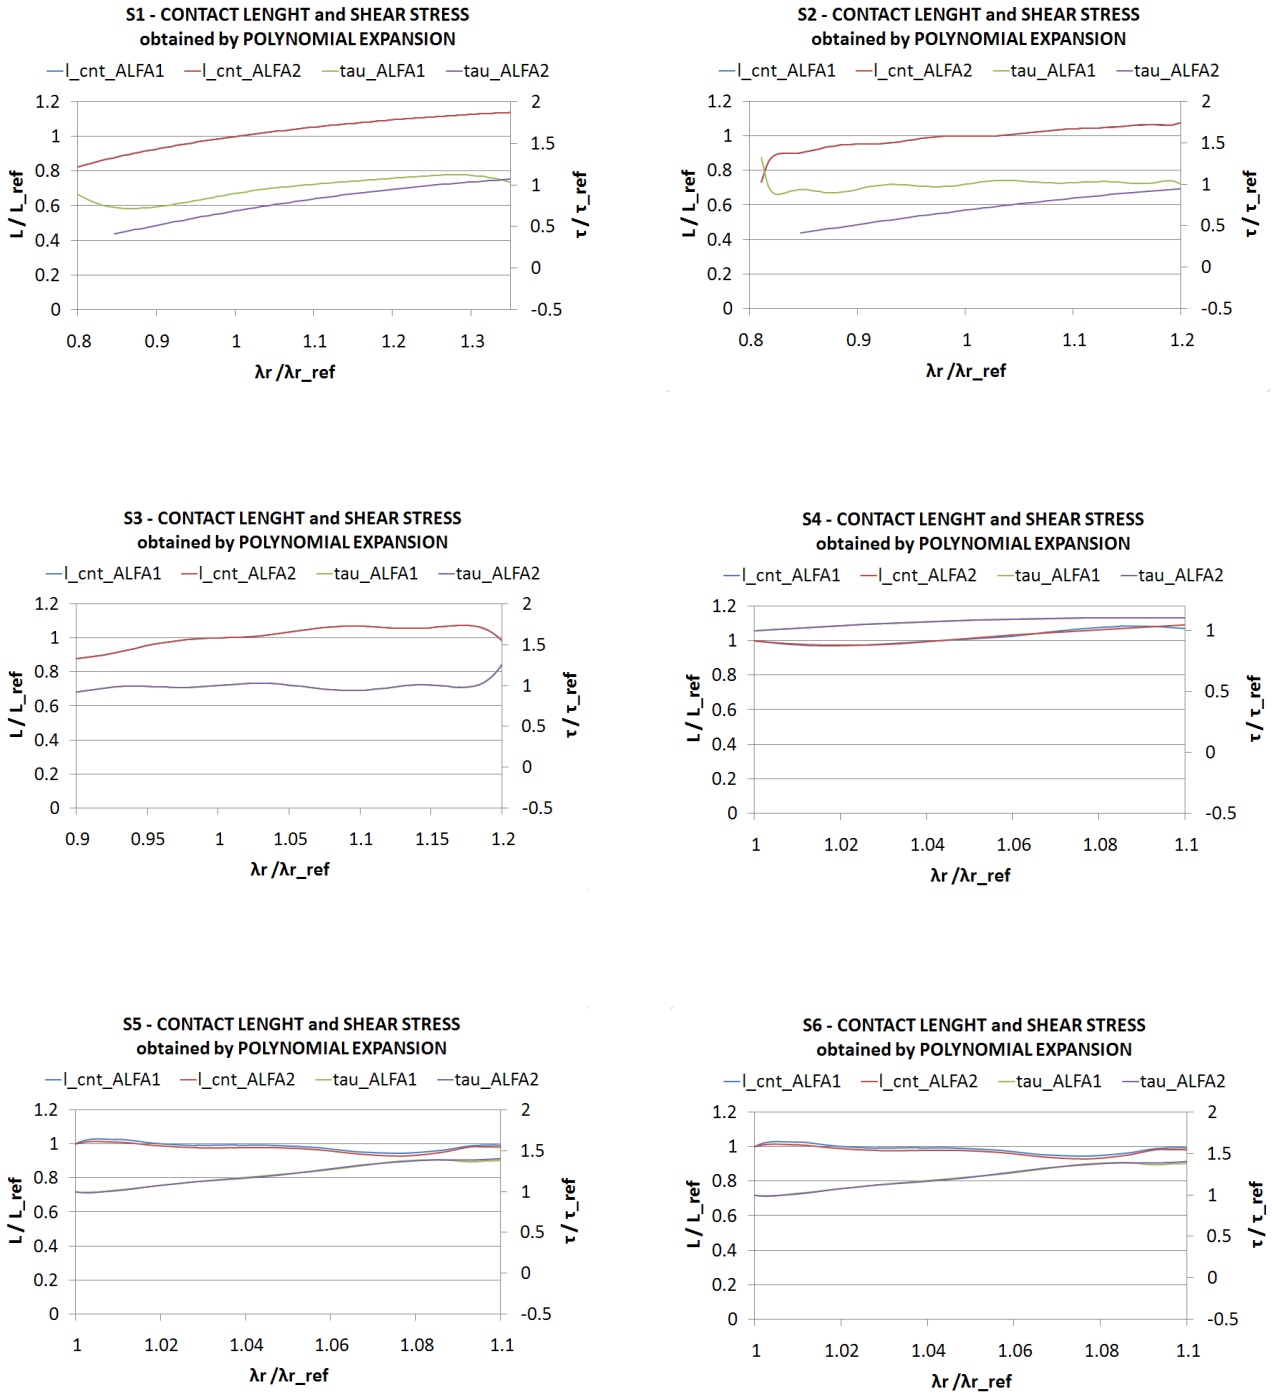 S1 - CONTACT LENGHT and SHEAR STRESS
obtained by POLYNOMIAL EXPANSION
l_cnt_ALFA1 l_cnt_ALFA2 tau_ALFA1 tau_ALFA2
1.2
1
0.8
0.6
0.4
0.2
0
L / L_ref
2
1.5
1
0.5
0
-0.5
τ / τ_ref
0.8 0.9 1 1.1 1.2 1.3
λr /λr_ref
S2 - CONTACT LENGHT and SHEAR STRESS
obtained by POLYNOMIAL EXPANSION
l_cnt_ALFA1 l_cnt_ALFA2 tau_ALFA1 tau_ALFA2
1.2
1
0.8
0.6
0.4
0.2
0
L / L_ref
2
1.5
1
0.5
0
-0.5
τ / τ_ref
0.8 0.9 1 1.1 1.2
λr /λr_ref
S3 - CONTACT LENGHT and SHEAR STRESS
obtained by POLYNOMIAL EXPANSION
l_cnt_ALFA1 l_cnt_ALFA2 tau_ALFA1 tau_ALFA2
1.2
1
0.8
0.6
0.4
0.2
0
L / L_ref
2
1.5
1
0.5
0
-0.5
τ / τ_ref
0.9 0.95 1 1.05 1.1 1.15 1.2
λr /λr_ref
S4 - CONTACT LENGHT and SHEAR STRESS
obtained by POLYNOMIAL EXPANSION
l_cnt_ALFA1 l_cnt_ALFA2 tau_ALFA1 tau_ALFA2
1.2
1
0.8
0.6
0.4
0.2
0
L / L_ref
1
0.5
0
-0.5
τ / τ_ref
1 1.02 1.04 1.06 1.08 1.1
λr /λr_ref
S5 - CONTACT LENGHT and SHEAR STRESS
obtained by POLYNOMIAL EXPANSION
l_cnt_ALFA1 l_cnt_ALFA2 tau_ALFA1 tau_ALFA2
1.2
1
0.8
0.6
0.4
0.2
0
L / L_ref
2
1.5
1
0.5
0
-0.5
τ / τ_ref
1 1.02 1.04 1.06 1.08 1.1
λr /λr_ref
S6 - CONTACT LENGHT and SHEAR STRESS
obtained by POLYNOMIAL EXPANSION
l_cnt_ALFA1 l_cnt_ALFA2 tau_ALFA1 tau_ALFA2
1.2
1
0.8
0.6
0.4
0.2
0
L / L_ref
2
1.5
1
0.5
0
-0.5
τ / τ_ref
1 1.02 1.04 1.06 1.08 1.1
λr /λr_ref